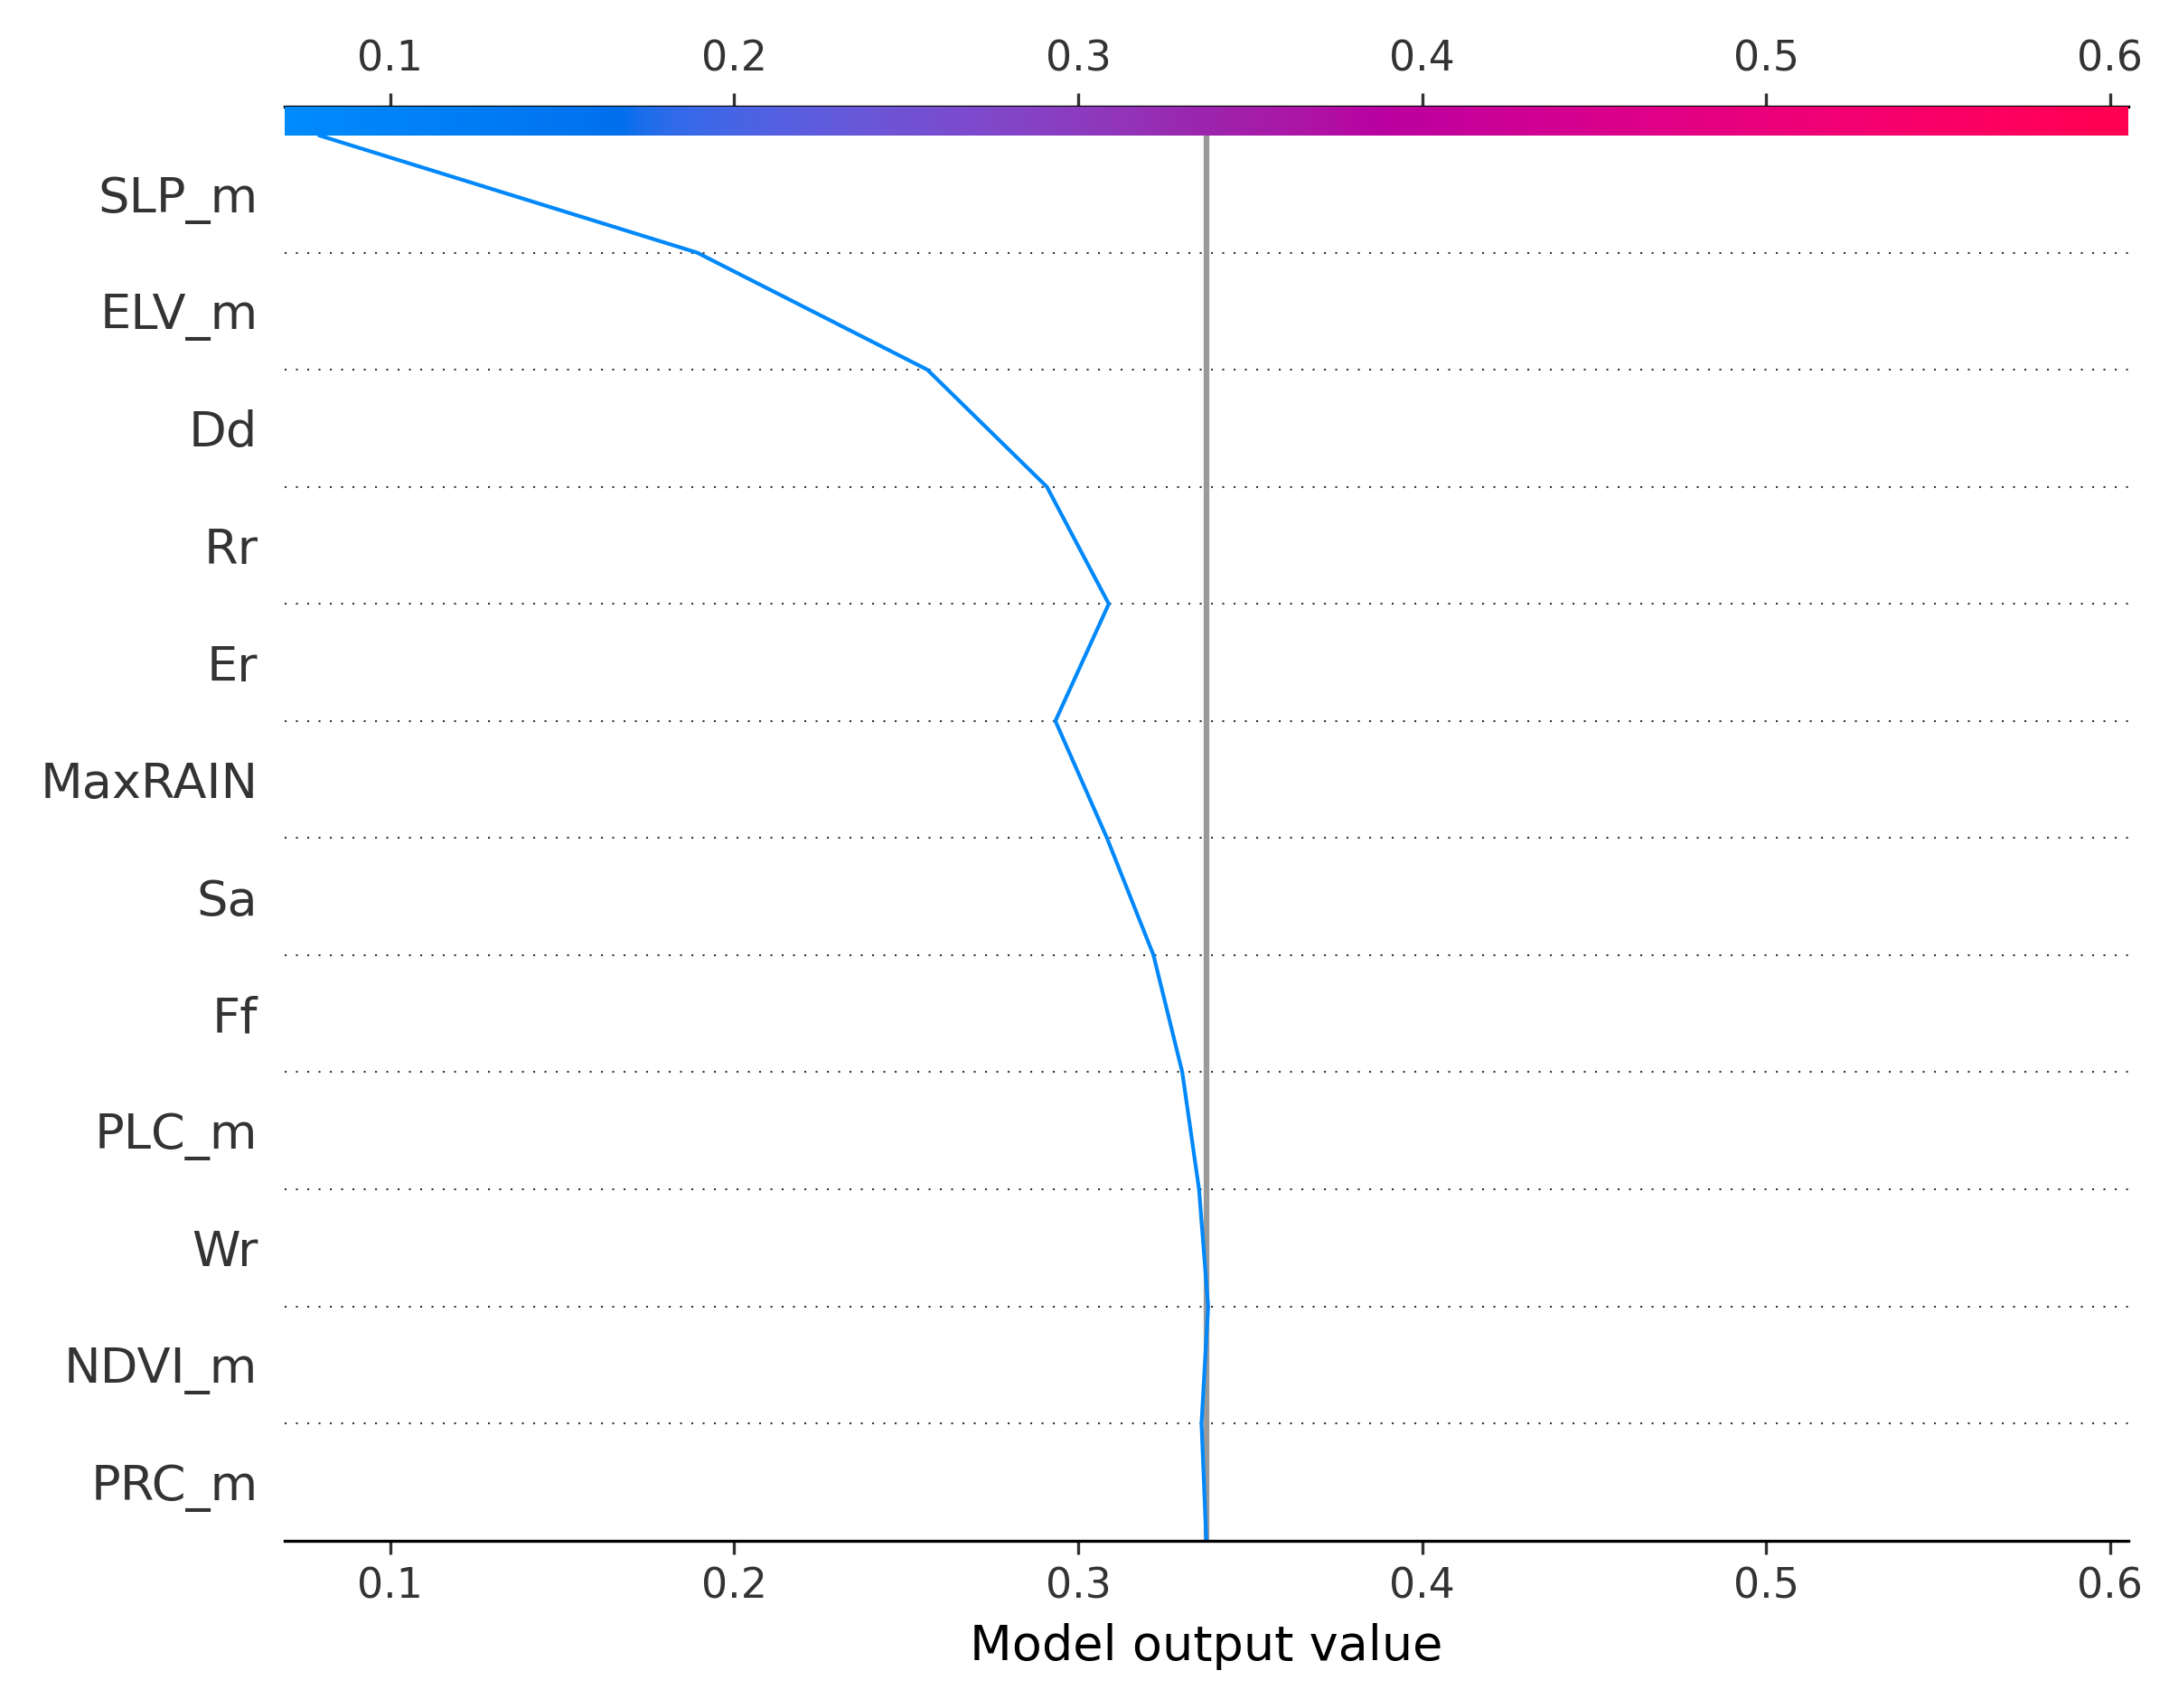 0.1 0.2 0.3 0.4 0.5 0.6
SLP_m
ELV_m
Dd
Rr
Er
MaxRAIN
Sa
Ff
PLC_m
Wr
NDVI_m
PRC_m
0.1 0.2 0.3 0.4 0.5 0.6
Model output value